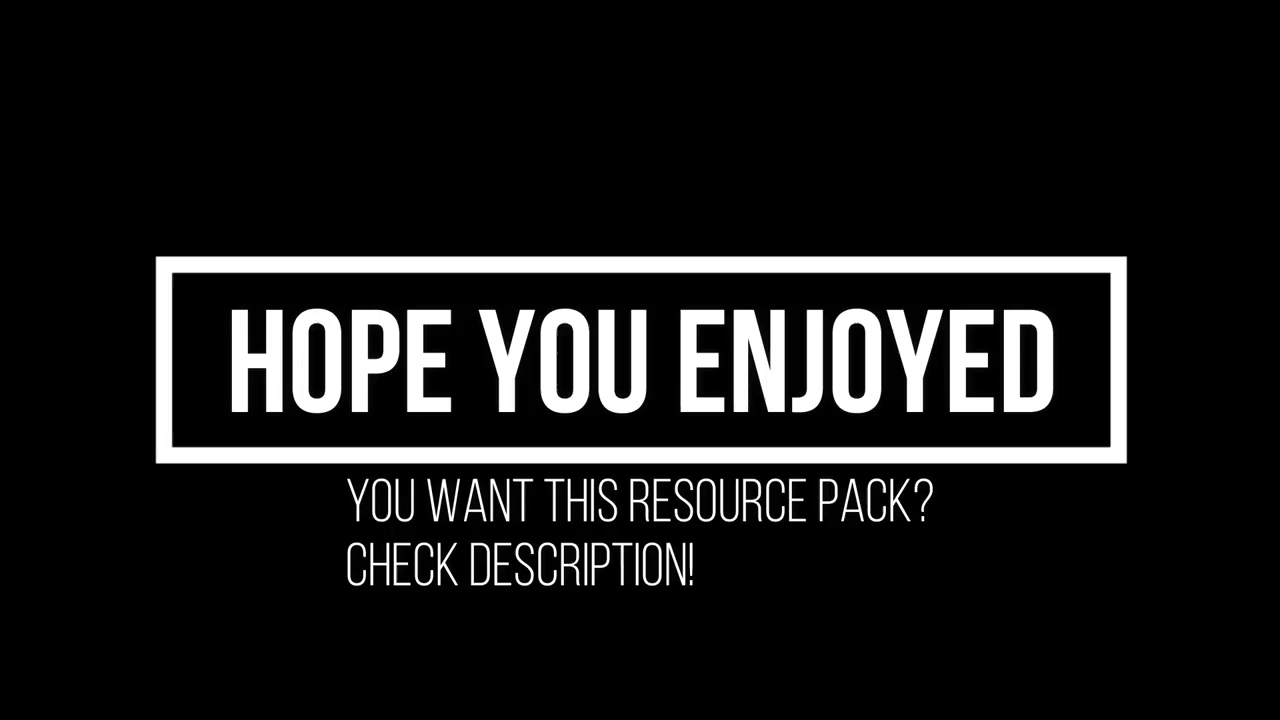 HOPE YOU ENJOYED
YOU WANT THIS RESOURCE PACK?
CHECK DESCRIPTION!